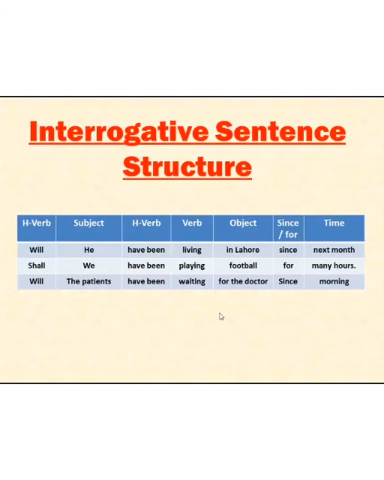 Interrogative Sentence
Structure
H-Verb Subject H-Verb Verb Object Since / for Time
Will He have been living in Lahore since next month
Shall We have been playing football for many hours.
Will The patients have been waiting for the doctor Since morning